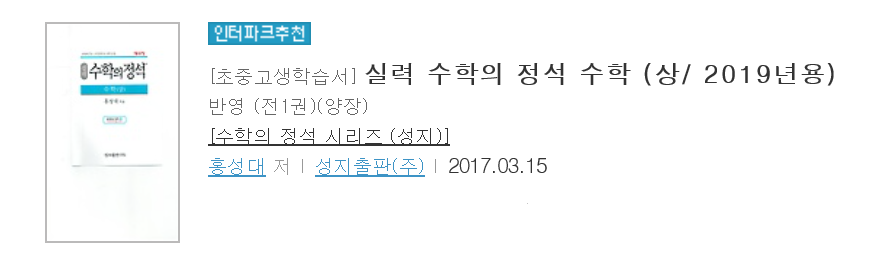 인터파크추천
[초중고생학습서] 실력 수학의 정석 수학 (상/ 2019년용)
반영 (전1권)(양장)
[수학의 정석 시리즈 (성지)]
홍성대 저 | 성지출판(주) | 2017.03.15
수학의 정석